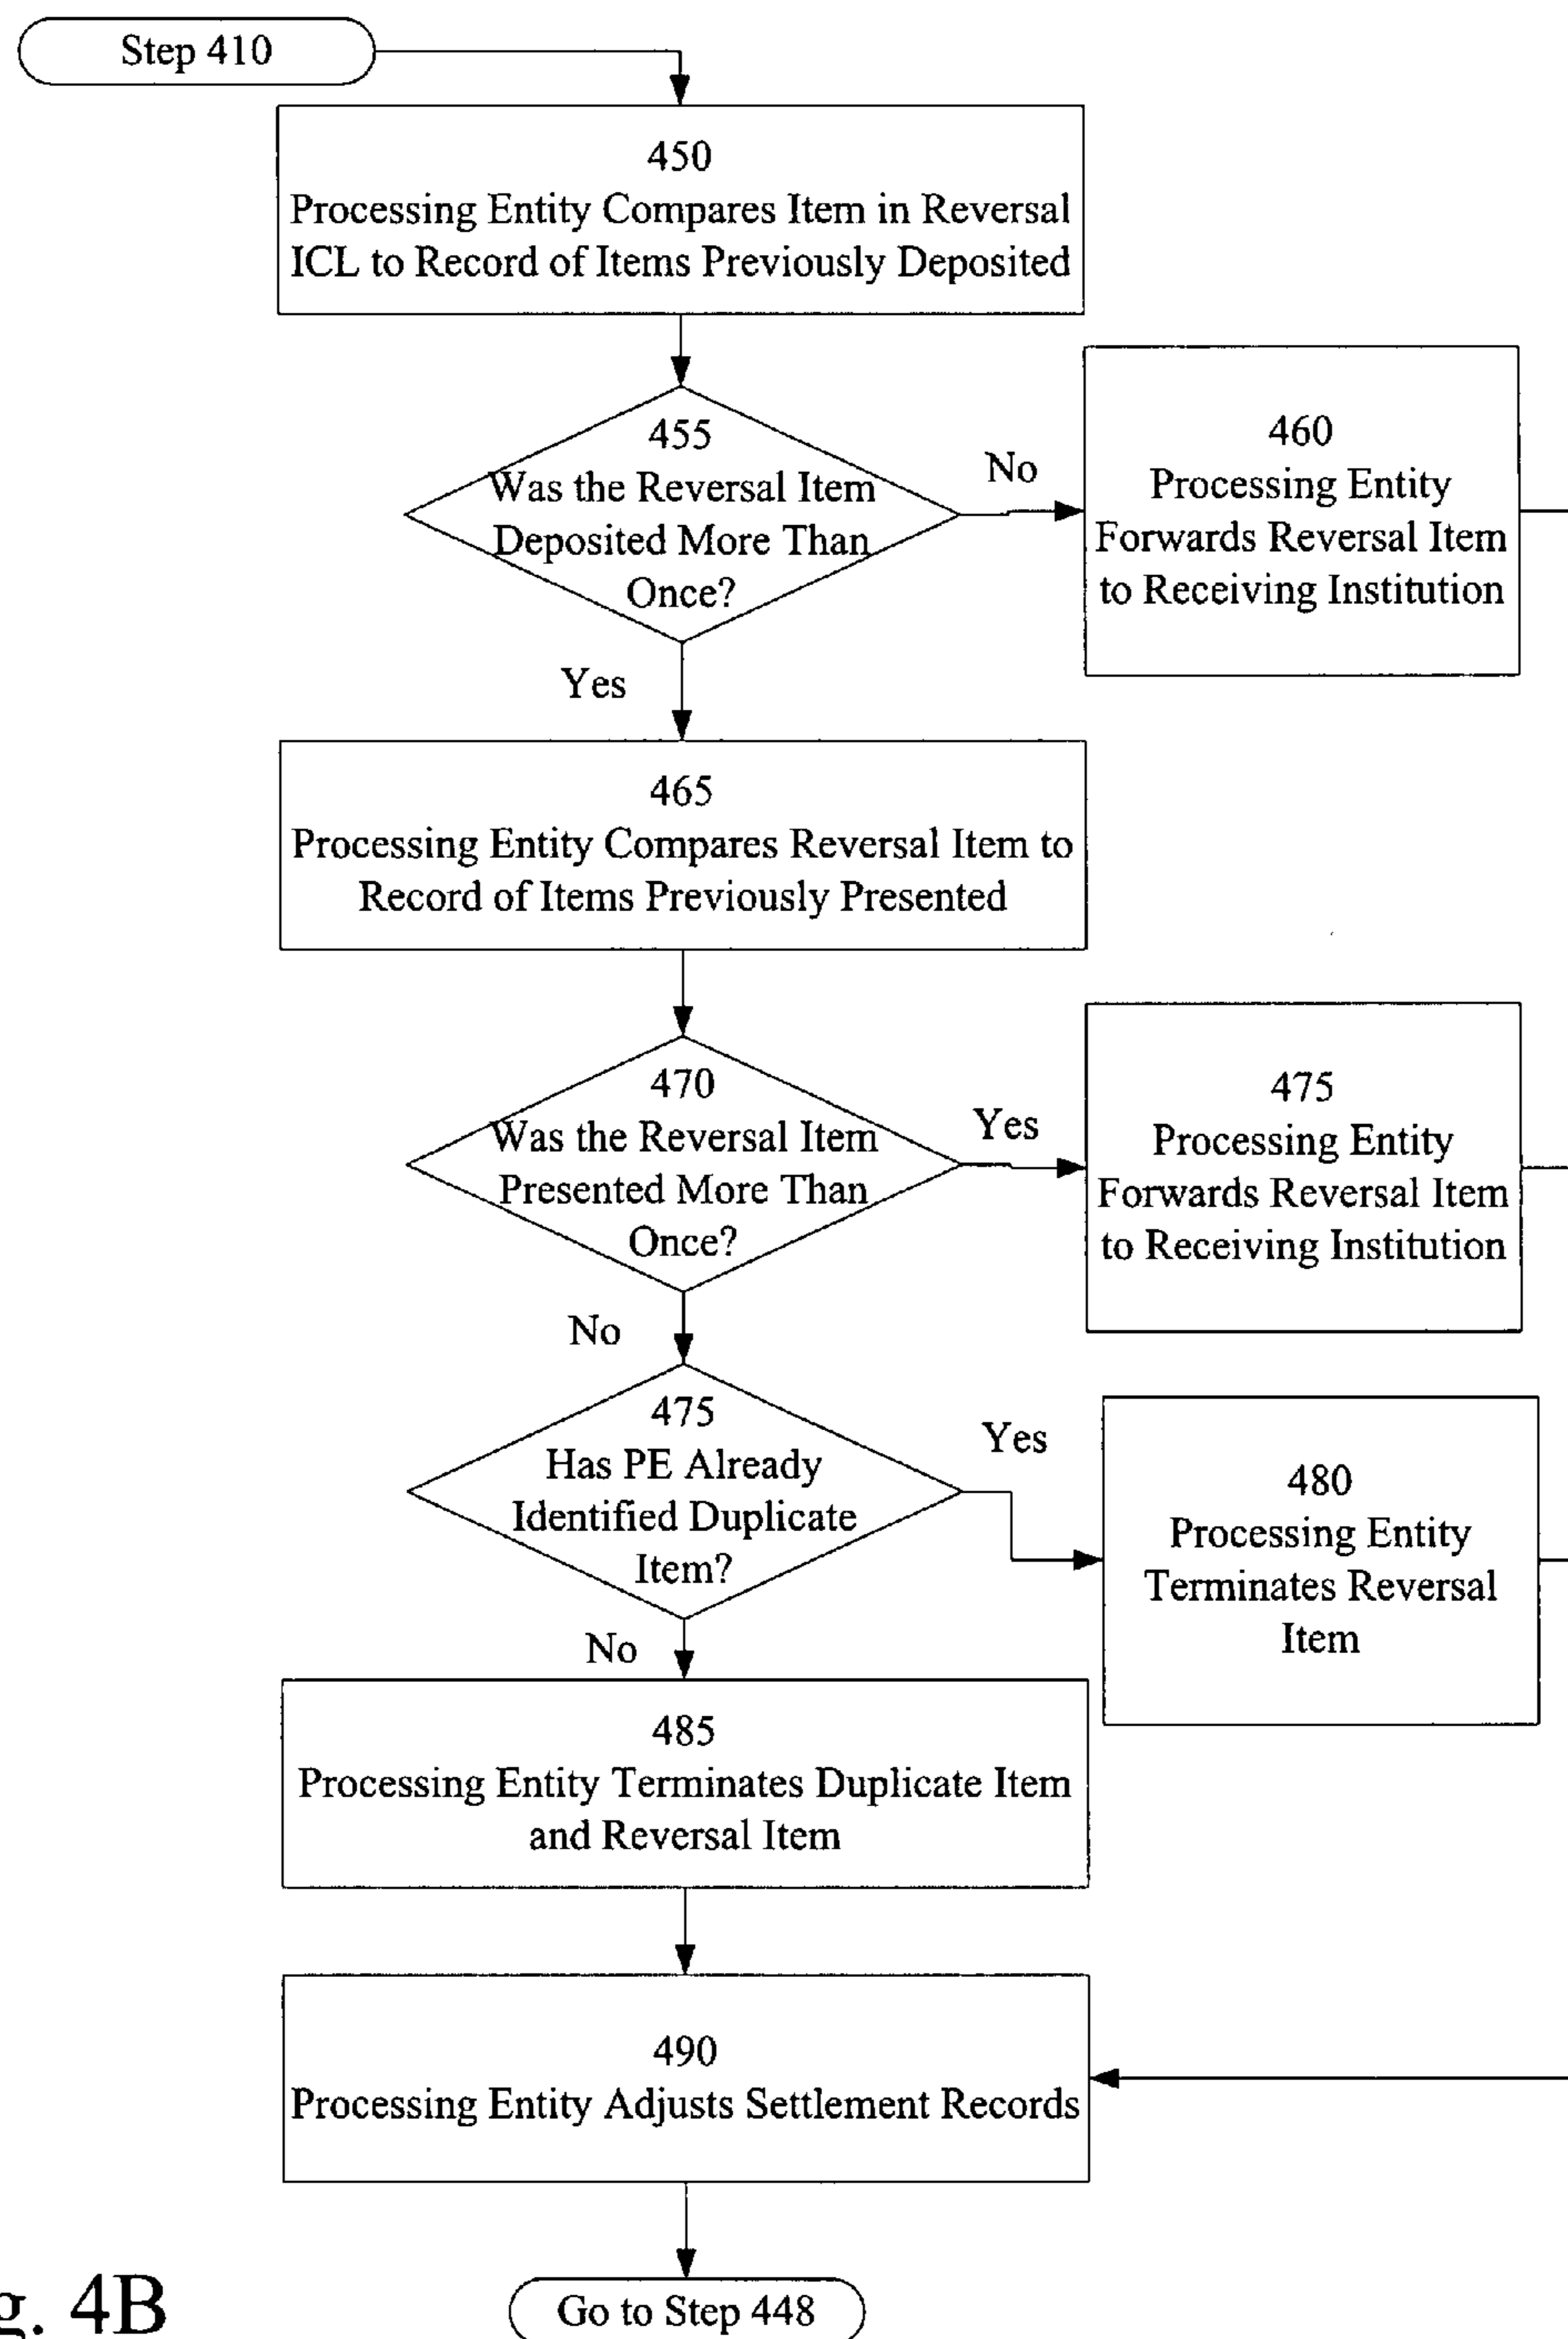 Step 410
450
Processing Entity Compares Item in Reversal
ICL to Record of Items Previously Deposited
455
Was the Reversal Item
Deposited More Than
Once?
No
460
Processing Entity
Forwards Reversal Item
to Receiving Institution
Yes
465
Processing Entity Compares Reversal Item to
Record of Items Previously Presented
470
Was the Reversal Item
Presented More Than
Once?
Yes
475
Processing Entity
Forwards Reversal Item
to Receiving Institution
No
475
Has PE Already
Identified Duplicate
Item?
Yes
480
Processing Entity
Terminates Reversal
Item
No
485
Processing Entity Terminates Duplicate Item
and Reversal Item
490
Processing Entity Adjusts Settlement Records
Go to Step 448
g. 4B